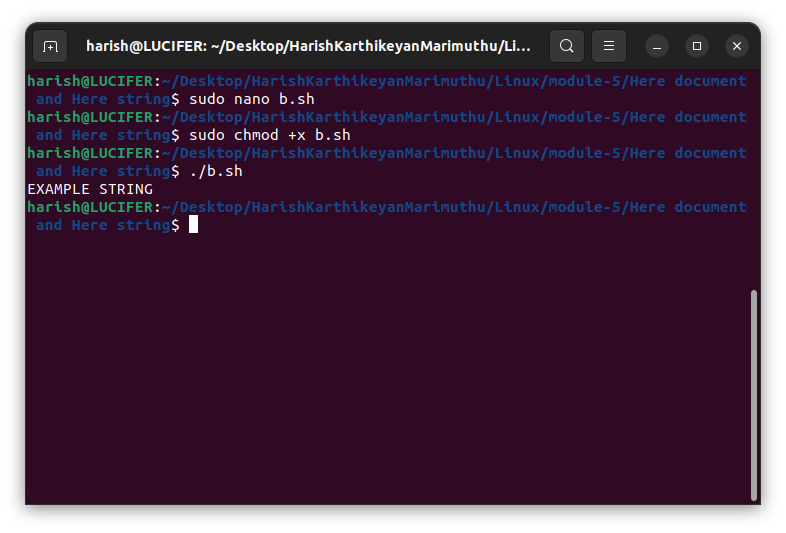 harish@LUCIFER: ~/Desktop/HarishKarthikeyanMarimuthu/Li...
harish@LUCIFER:~/Desktop/HarishKarthikeyanMarimuthu/Linux/module-5/Here document
and Here string$ sudo nano b.sh
harish@LUCIFER:~/Desktop/HarishKarthikeyanMarimuthu/Linux/module-5/Here document
and Here string$ sudo chmod +x b.sh
harish@LUCIFER:~/Desktop/HarishKarthikeyanMarimuthu/Linux/module-5/Here document
and Here string$ ./b.sh
EXAMPLE STRING
harish@LUCIFER:~/Desktop/HarishKarthikeyanMarimuthu/Linux/module-5/Here document
and Here string$